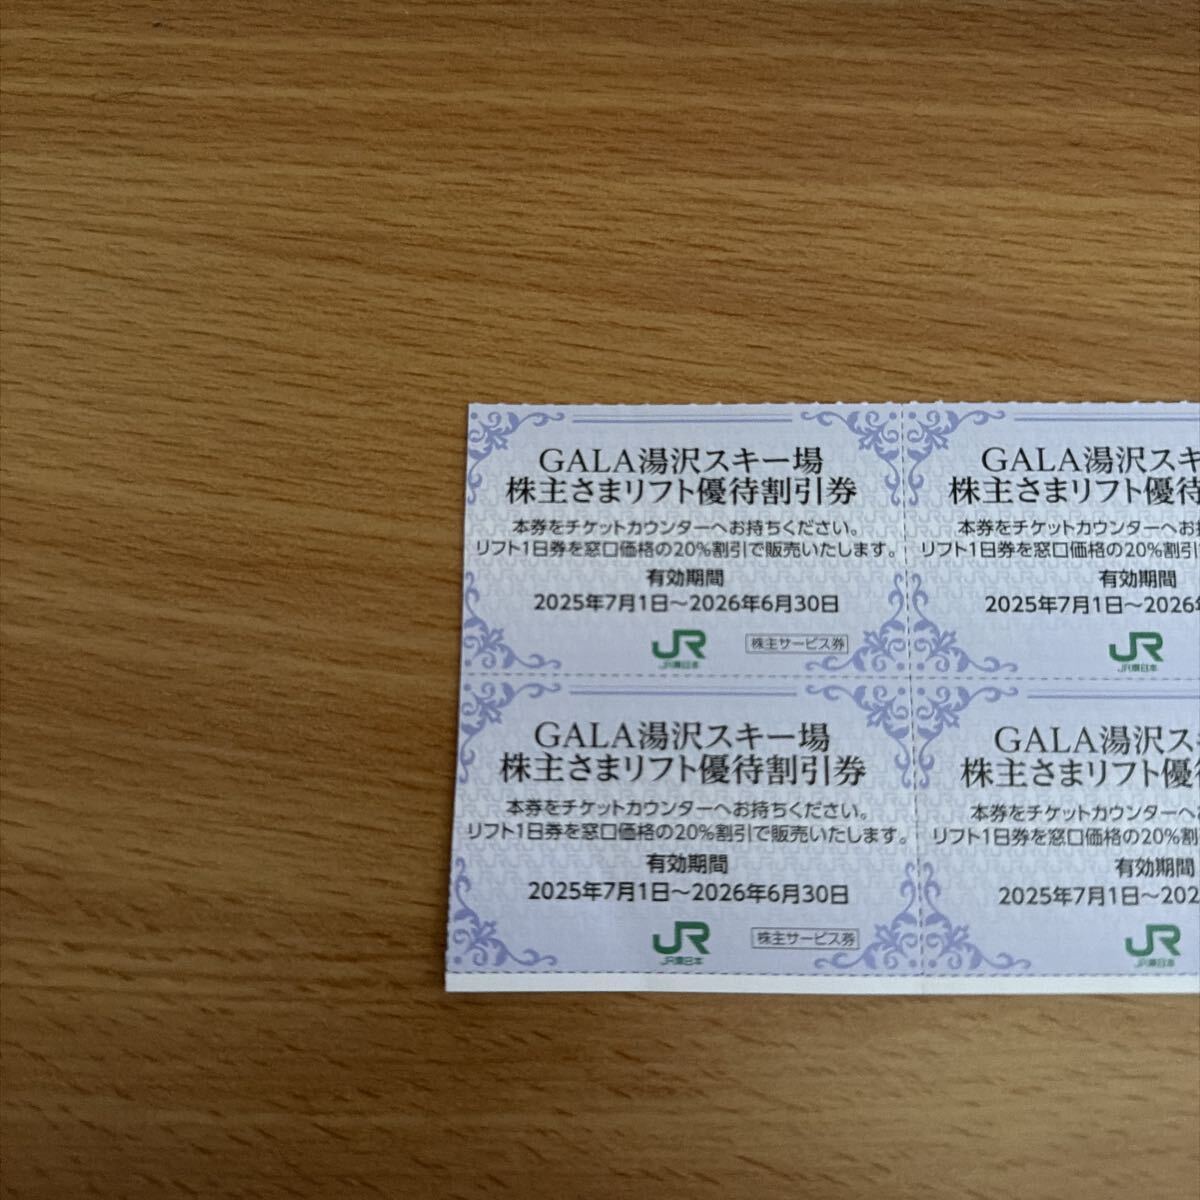 GALA湯沢スキー場
株主さまリフト優待割引券
本券をチケットカウンターへお持ちください。
リフト1日券を窓口価格の20%割引で販売いたします。
有効期間
2025年7月1日～2026年6月30日
JR
JR東日本
株主サービス券
GALA湯沢スキ
株主さまリフト優待
本券をチケットカウンターへお持
リフト1日券を窓口価格の20%割引
有効期間
2025年7月1日～2026
JR
JR東日本
GALA湯沢スキー場
株主さまリフト優待割引券
本券をチケットカウンターへお持ちください。
リフト1日券を窓口価格の20%割引で販売いたします。
有効期間
2025年7月1日～2026年6月30日
JR
JR東日本
株主サービス券
GALA湯沢ス
株主さまリフト優
本券をチケットカウンターへ
リフト1日券を窓口価格の20%
有効期間
2025年7月1日～202
JR
JR東日本